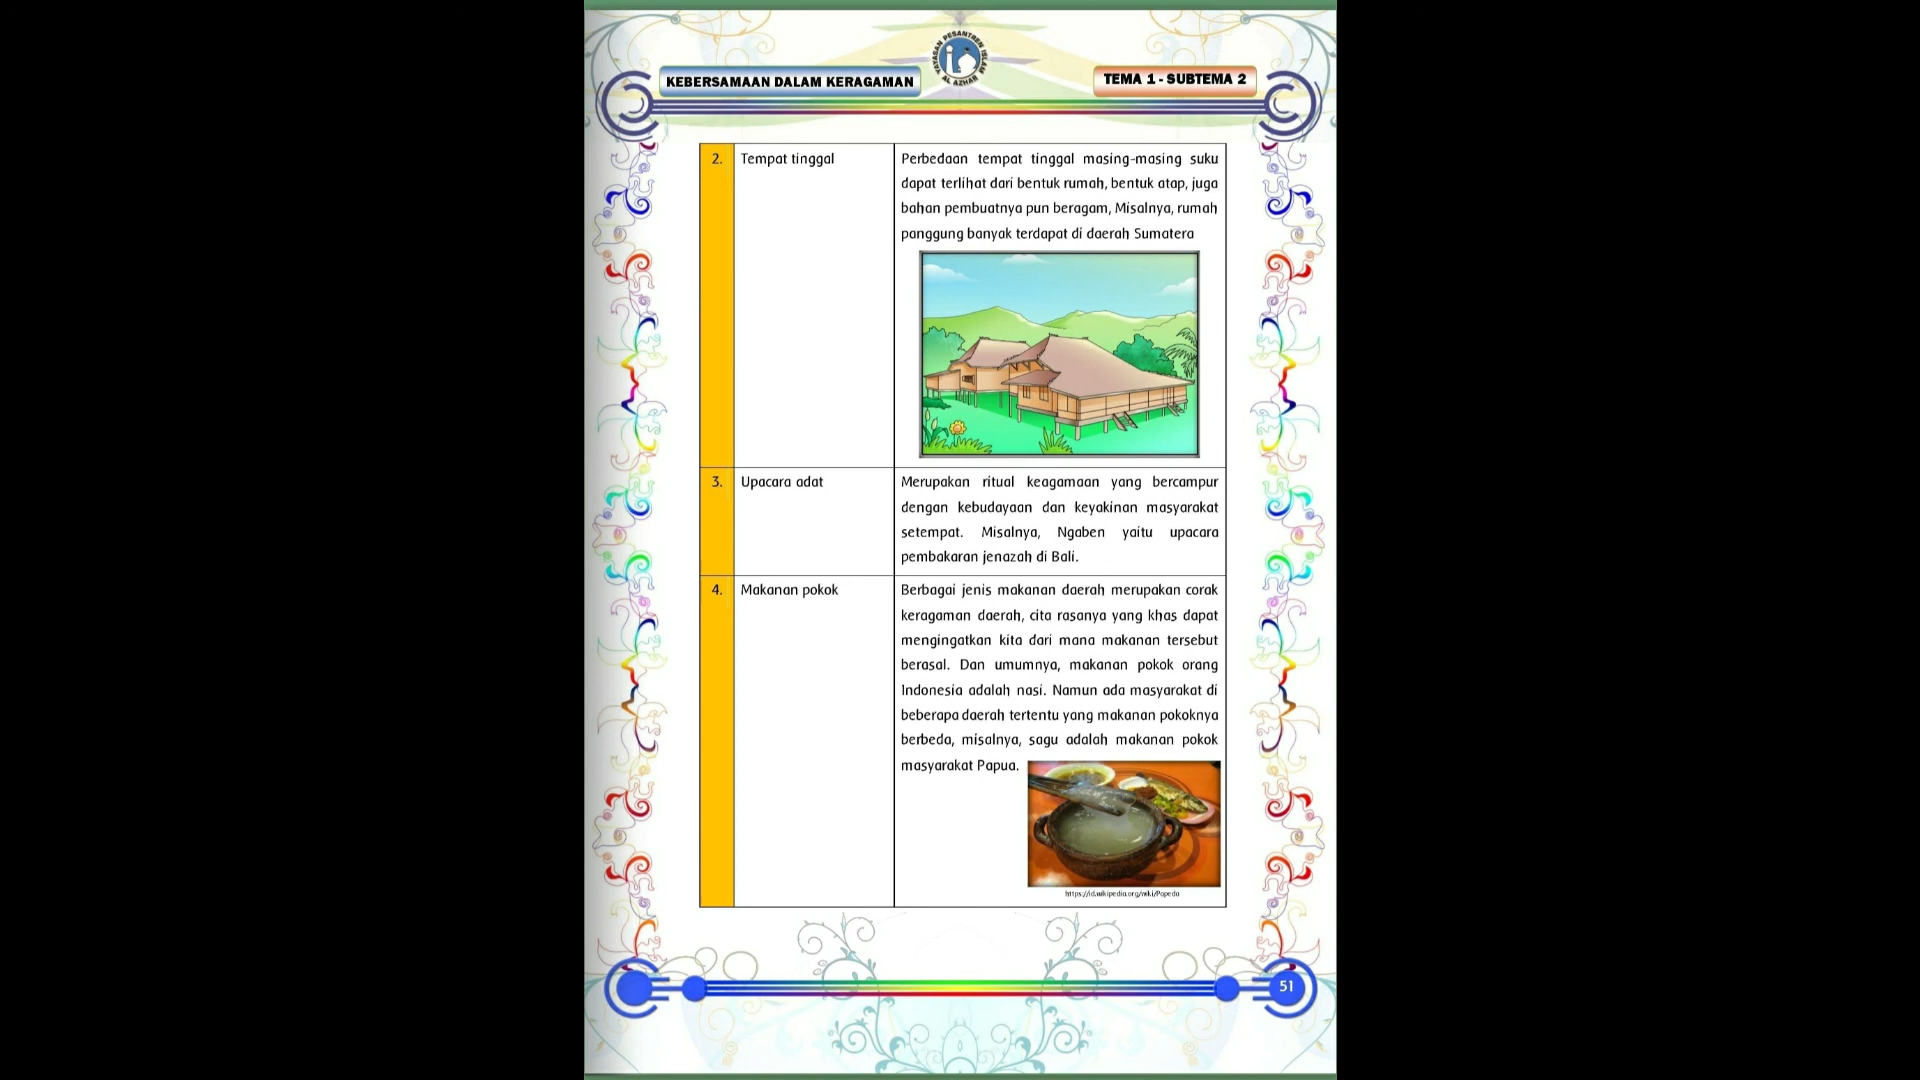 YAYASAN PESANTREN ISLAM
AL AZHAR
KEBERSAMAAN DALAM KERAGAMAN
TEMA 1 - SUBTEMA 2
2. Tempat tinggal
Perbedaan tempat tinggal masing-masing suku
dapat terlihat dari bentuk rumah, bentuk atap, juga
bahan pembuatnya pun beragam, Misalnya, rumah
panggung banyak terdapat di daerah Sumatera
3. Upacara adat
Merupakan ritual keagamaan yang bercampur
dengan kebudayaan dan keyakinan masyarakat
setempat. Misalnya, Ngaben yaitu upacara
pembakaran jenazah di Bali.
4. Makanan pokok
Berbagai jenis makanan daerah merupakan corak
keragaman daerah, cita rasanya yang khas dapat
mengingatkan kita dari mana makanan tersebut
berasal. Dan umumnya, makanan pokok orang
Indonesia adalah nasi. Namun ada masyarakat di
beberapa daerah tertentu yang makanan pokoknya
berbeda, misalnya, sagu adalah makanan pokok
masyarakat Papua.
https://id.wikipedia.org/wiki/Papeda
51